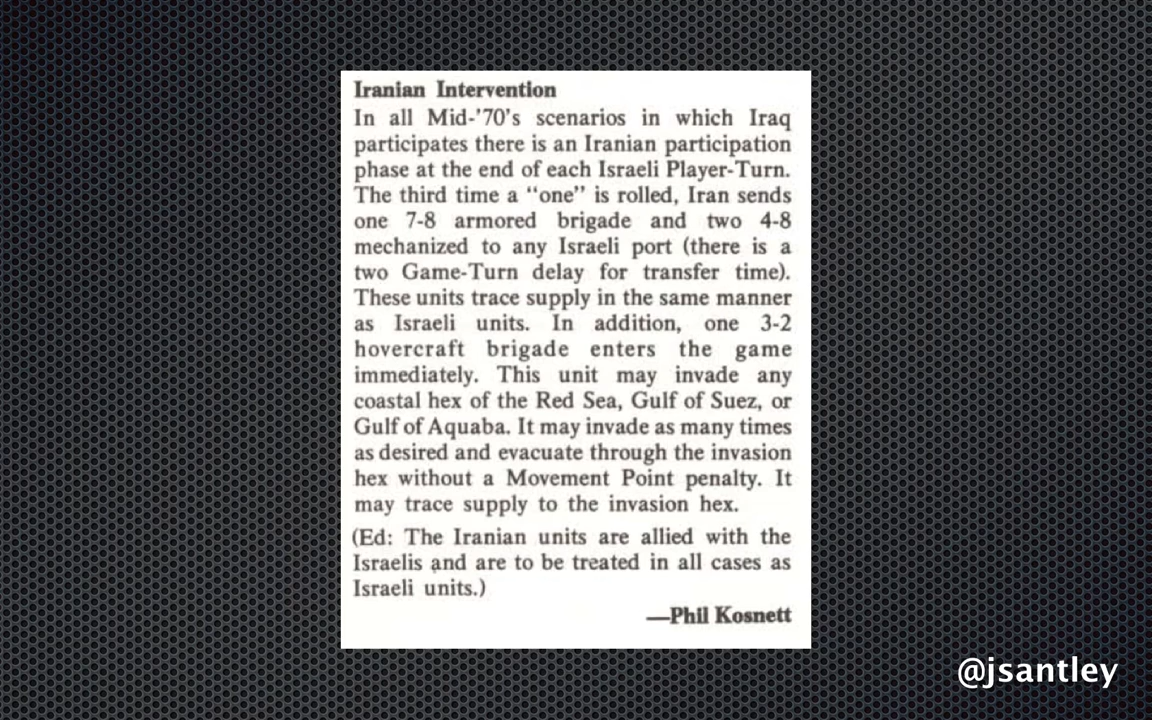 Iranian Intervention
In all Mid-'70's scenarios in which Iraq
participates there is an Iranian participation
phase at the end of each Israeli Player-Turn.
The third time a “one” is rolled, Iran sends
one 7-8 armored brigade and two 4-8
mechanized to any Israeli port (there is a
two Game-Turn delay for transfer time).
These units trace supply in the same manner
as Israeli units. In addition, one 3-2
hovercraft brigade enters the game
immediately. This unit may invade any
coastal hex of the Red Sea, Gulf of Suez, or
Gulf of Aquaba. It may invade as many times
as desired and evacuate through the invasion
hex without a Movement Point penalty. It
may trace supply to the invasion hex.
(Ed: The Iranian units are allied with the
Israelis and are to be treated in all cases as
Israeli units.)
—Phil Kosnett
@jsantley